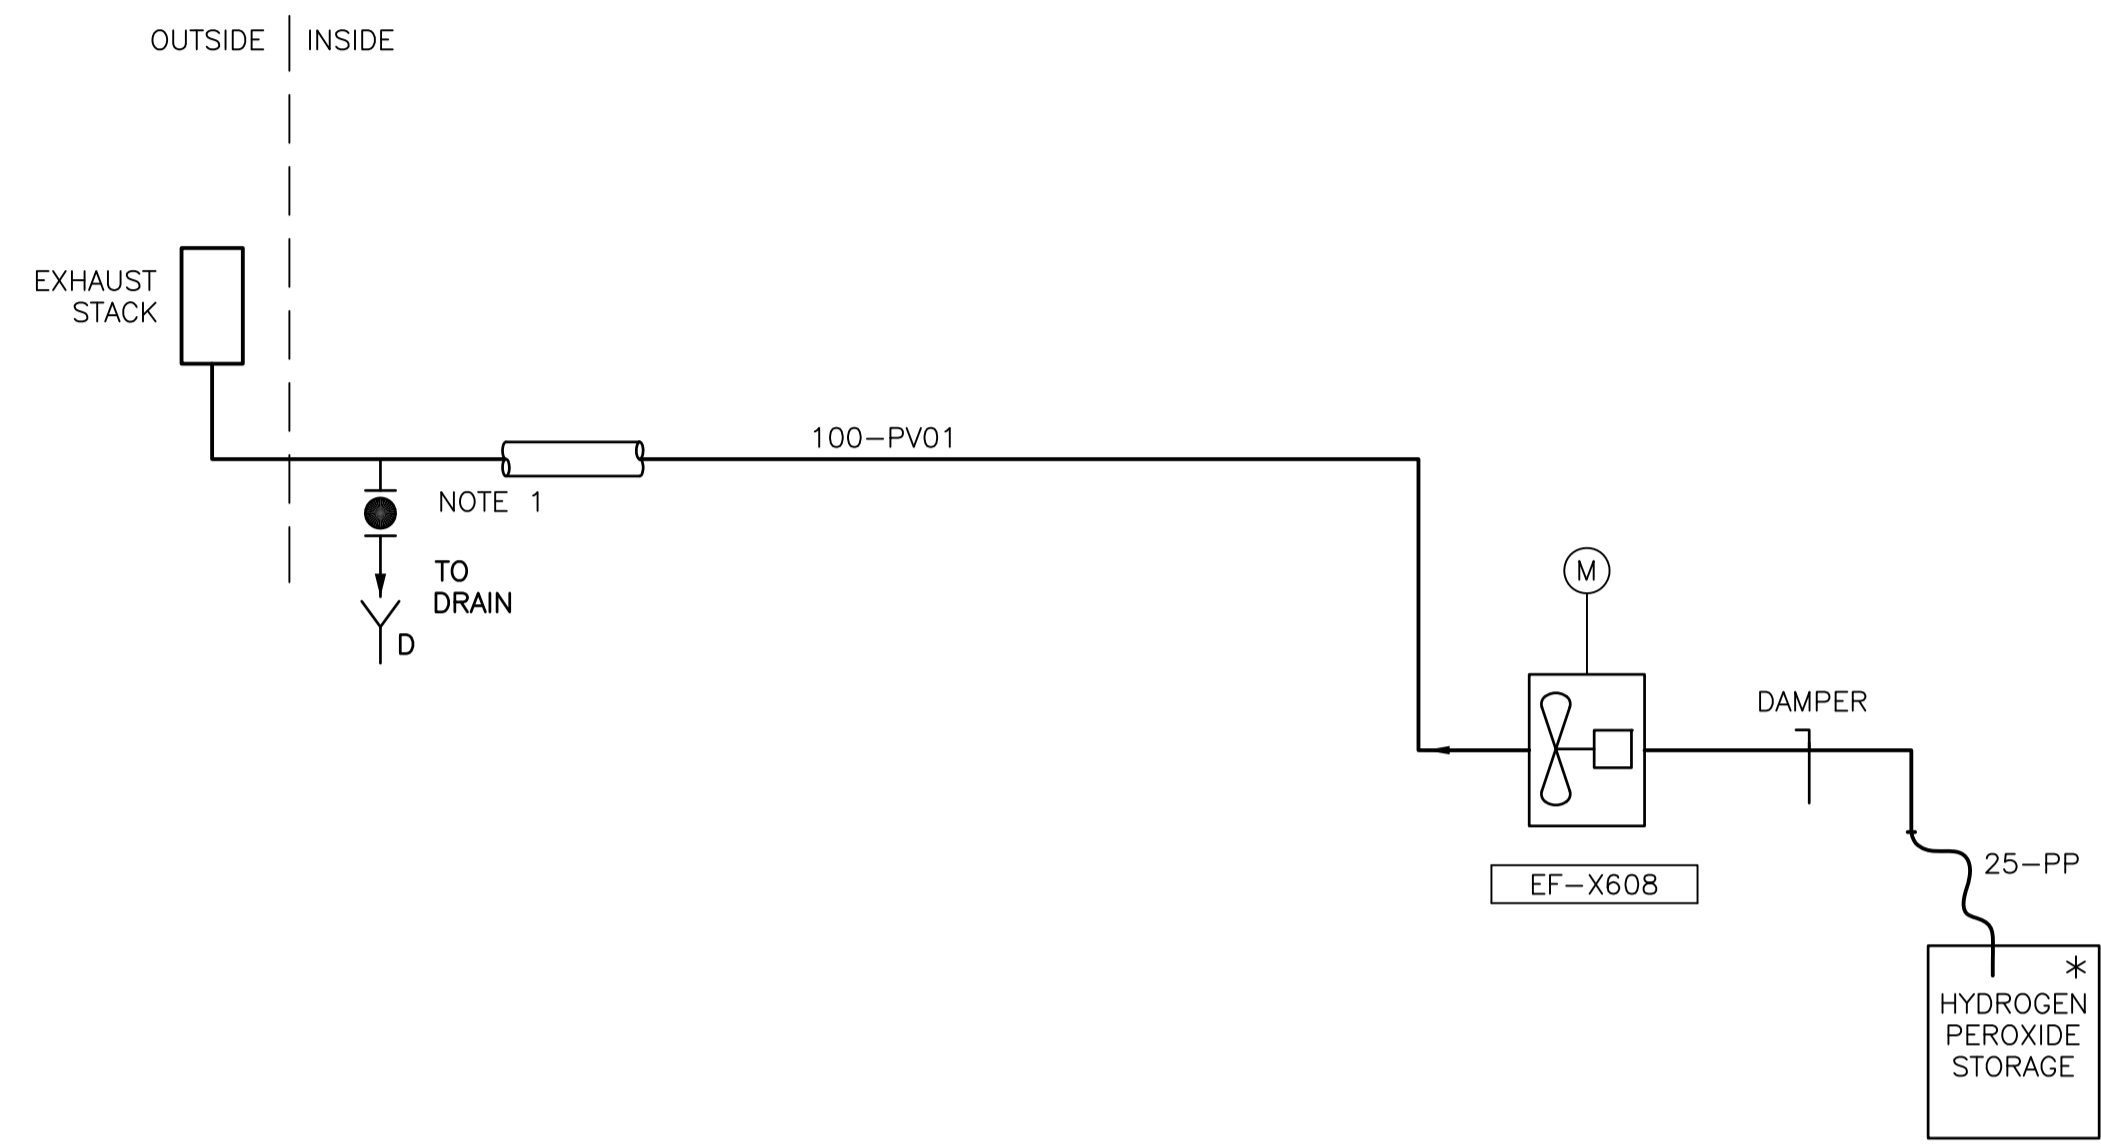 OUTSIDE INSIDE
EXHAUST
STACK
100-PV01
NOTE 1
TO
DRAIN
D
M
DAMPER
25-PP
EF-X608
*
HYDROGEN
PEROXIDE
STORAGE